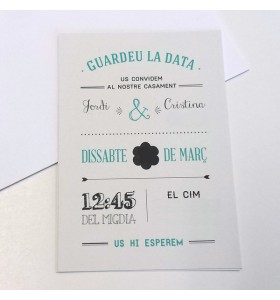 GUARDEU LA DATA
US CONVIDEM
AL NOSTRE CASAMENT
Jordi & Cristina
DISSABTE DE MARÇ
12:45
DEL MIGDIA
EL CIM
US HI ESPEREM